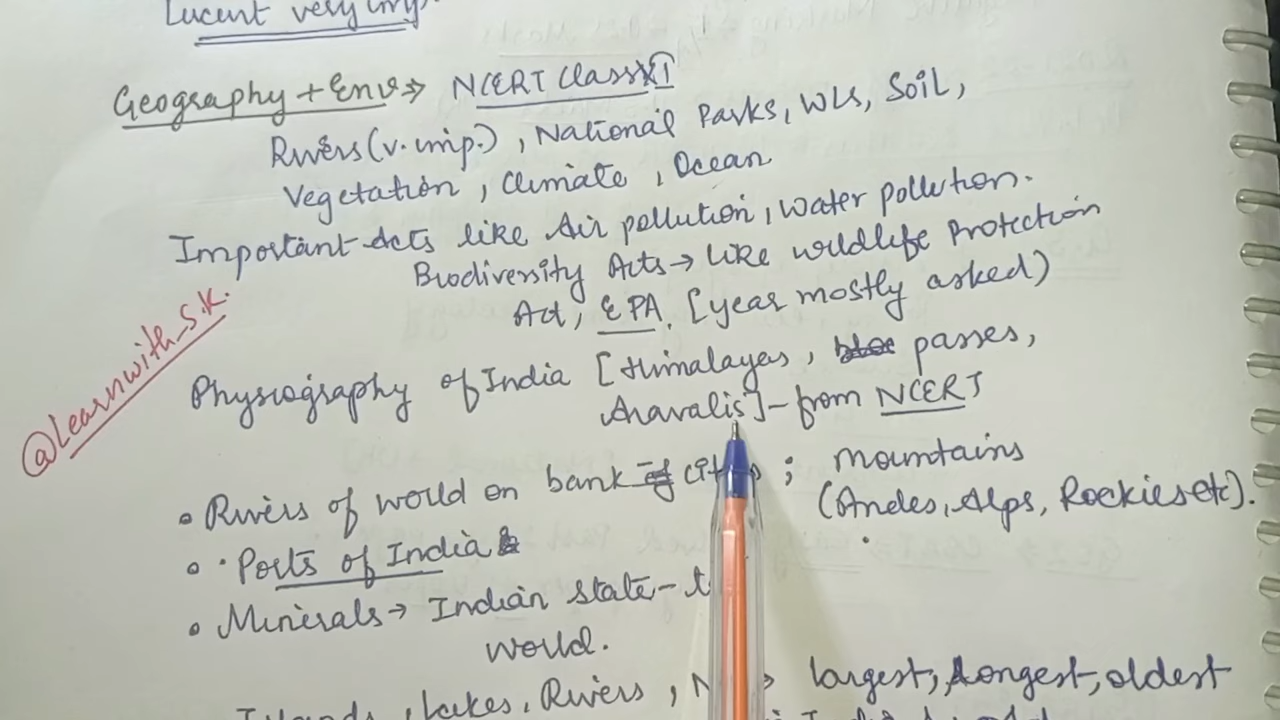 Lucent very imp.
Geography + Env⇒ NCERT Class XI
Rivers (v. imp.), National Parks, WLS, Soil,
Vegetation, Climate, Ocean
Important Acts like Air pollution, Water pollution.
Biodiversity Acts → like wildlife Protection
Act, EPA. [year mostly asked)
@Learnwith_S.K.
Physiography of India [Himalayas, passes,
Aravalis] - from NCERT
• Rivers of world on bank cit ; mountains
(Andes, Alps, Rockies etc).
• Ports of India
• Minerals → Indian state -
World.
Islands, Lakes, Rivers, → largest, longest, oldest